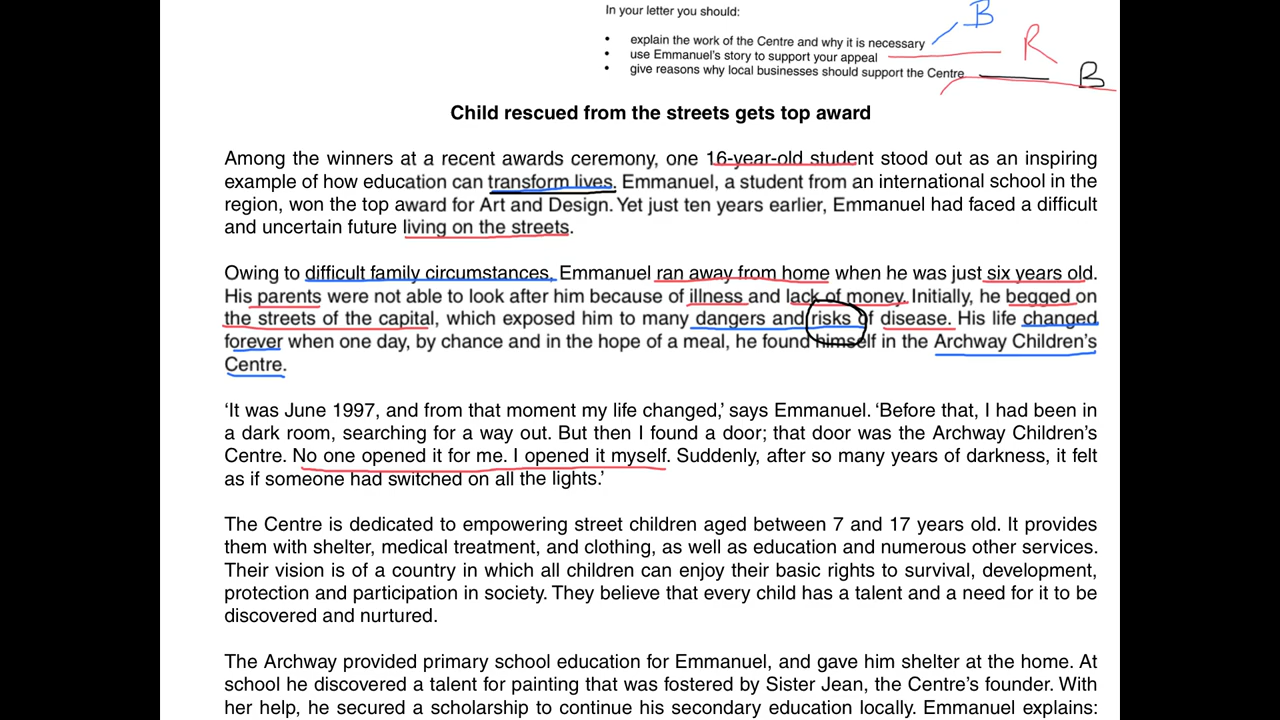 In your letter you should:
B
• explain the work of the Centre and why it is necessary
• use Emmanuel's story to support your appeal
R
• give reasons why local businesses should support the Centre
B
Child rescued from the streets gets top award
Among the winners at a recent awards ceremony, one 16-year-old student stood out as an inspiring
example of how education can transform lives. Emmanuel, a student from an international school in the
region, won the top award for Art and Design. Yet just ten years earlier, Emmanuel had faced a difficult
and uncertain future living on the streets.
Owing to difficult family circumstances, Emmanuel ran away from home when he was just six years old.
His parents were not able to look after him because of illness and lack of money. Initially, he begged on
the streets of the capital, which exposed him to many dangers and risks of disease. His life changed
forever when one day, by chance and in the hope of a meal, he found himself in the Archway Children's
Centre.
‘It was June 1997, and from that moment my life changed,’ says Emmanuel. ‘Before that, I had been in
a dark room, searching for a way out. But then I found a door; that door was the Archway Children's
Centre. No one opened it for me. I opened it myself. Suddenly, after so many years of darkness, it felt
as if someone had switched on all the lights.’
The Centre is dedicated to empowering street children aged between 7 and 17 years old. It provides
them with shelter, medical treatment, and clothing, as well as education and numerous other services.
Their vision is of a country in which all children can enjoy their basic rights to survival, development,
protection and participation in society. They believe that every child has a talent and a need for it to be
discovered and nurtured.
The Archway provided primary school education for Emmanuel, and gave him shelter at the home. At
school he discovered a talent for painting that was fostered by Sister Jean, the Centre's founder. With
her help, he secured a scholarship to continue his secondary education locally. Emmanuel explains: